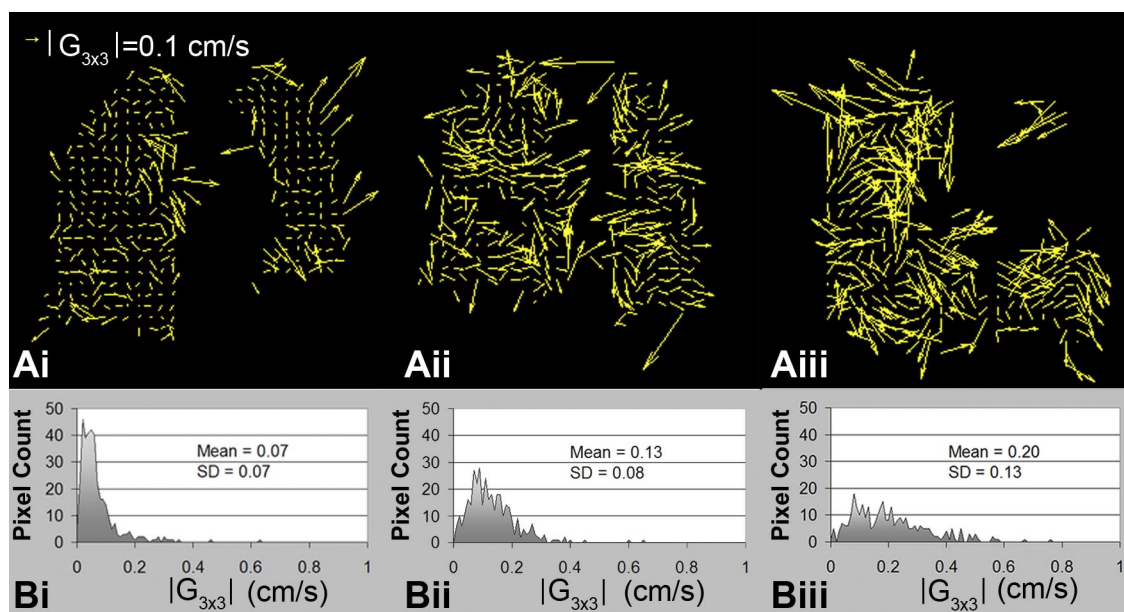 → |G3x3|=0.1 cm/s
Ai
Aii
Aiii
Pixel Count
50
40
30
20
10
0
Mean = 0.07
SD = 0.07
0
0.2
0.4
0.6
0.8
1
Bi
|G3x3| (cm/s)
Pixel Count
50
40
30
20
10
0
Mean = 0.13
SD = 0.08
0
0.2
0.4
0.6
0.8
1
Bii
|G3x3| (cm/s)
Pixel Count
50
40
30
20
10
0
Mean = 0.20
SD = 0.13
0
0.2
0.4
0.6
0.8
1
Biii
|G3x3| (cm/s)